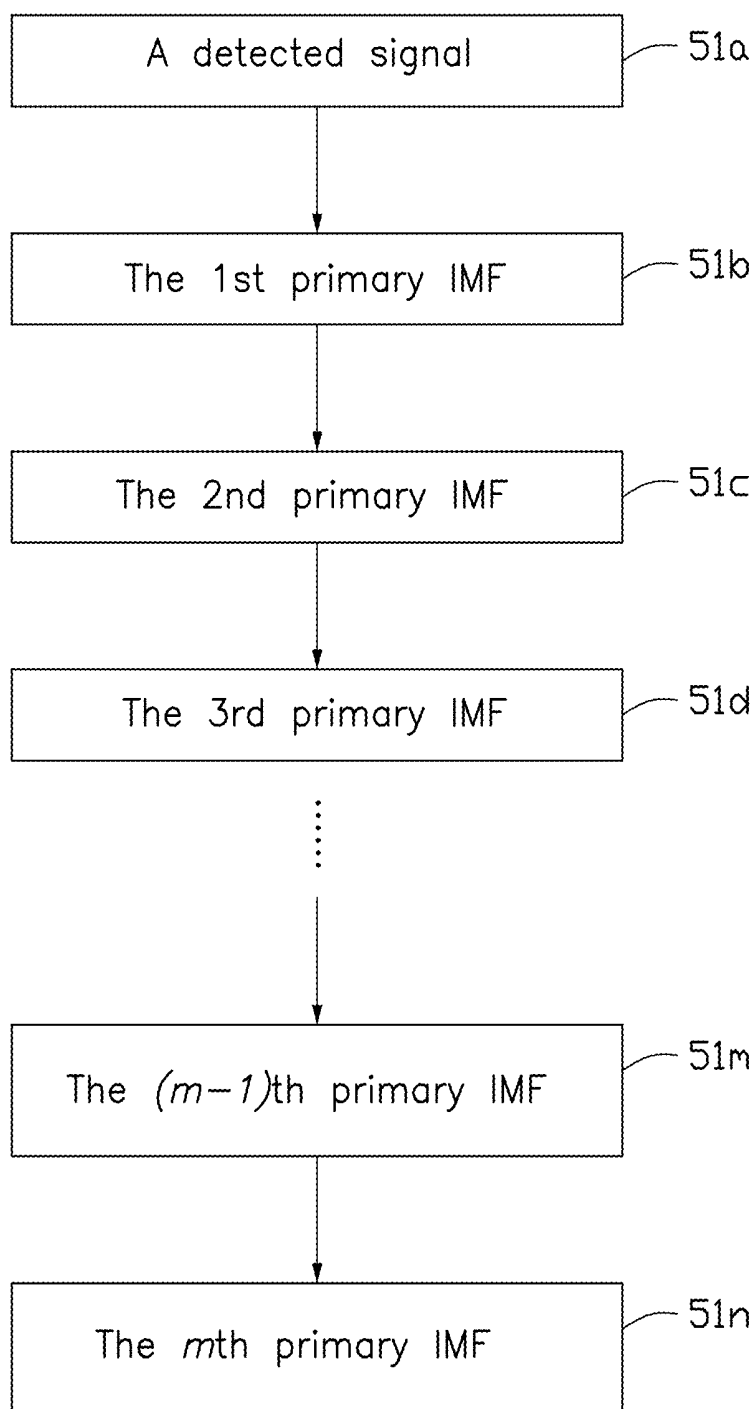 A detected signal
51a
The 1st primary IMF
51b
The 2nd primary IMF
51c
The 3rd primary IMF
51d
The (m-1)th primary IMF
51m
The mth primary IMF
51n